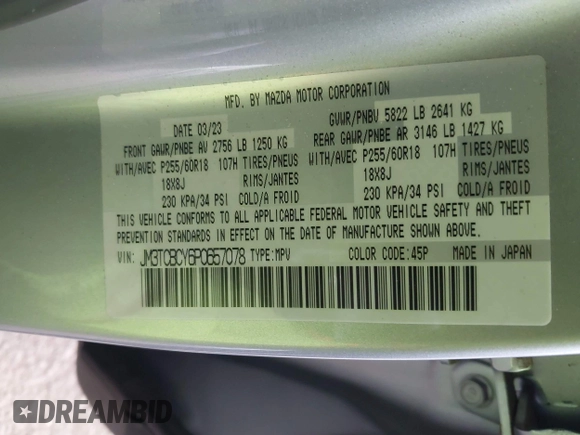 MFD. BY MAZDA MOTOR CORPORATION
DATE 03/23 GVWR/PNBV 5822 LB 2641 KG
FRONT GAWR/PNBE AV 2756 LB 1250 KG REAR GAWR/PNBE AR 3146 LB 1427 KG
WITH/AVEC P255/60R18 107H TIRES/PNEUS WITH/AVEC P255/60R18 107H TIRES/PNEUS
18X8J RIMS/JANTES 18X8J RIMS/JANTES
230 KPA/34 PSI COLD/A FROID 230 KPA/34 PSI COLD/A FROID
THIS VEHICLE CONFORMS TO ALL APPLICABLE FEDERAL MOTOR VEHICLE SAFETY AND THEFT
PREVENTION STANDARDS IN EFFECT ON THE DATE OF MANUFACTURE SHOWN ABOVE.
VIN: JM3TCBCY6P0657078 TYPE:MPV COLOR CODE:45P MADE IN JAPAN
DREAMBID